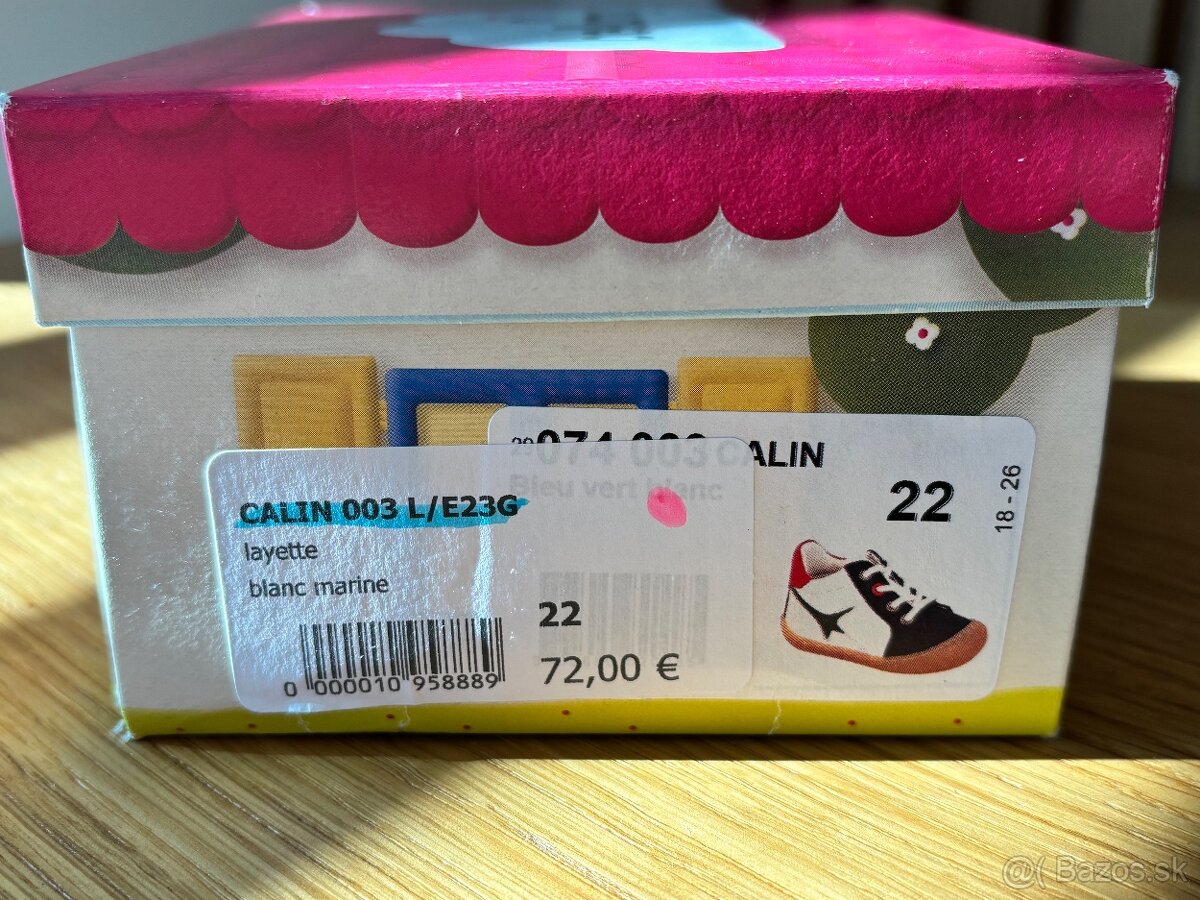 20074 003 CALIN
Bleu vert blanc
22
18 - 26
CALIN 003 L/E23G
layette
blanc marine
22
0 000010 958889
72,00 €
@( Bazos.sk